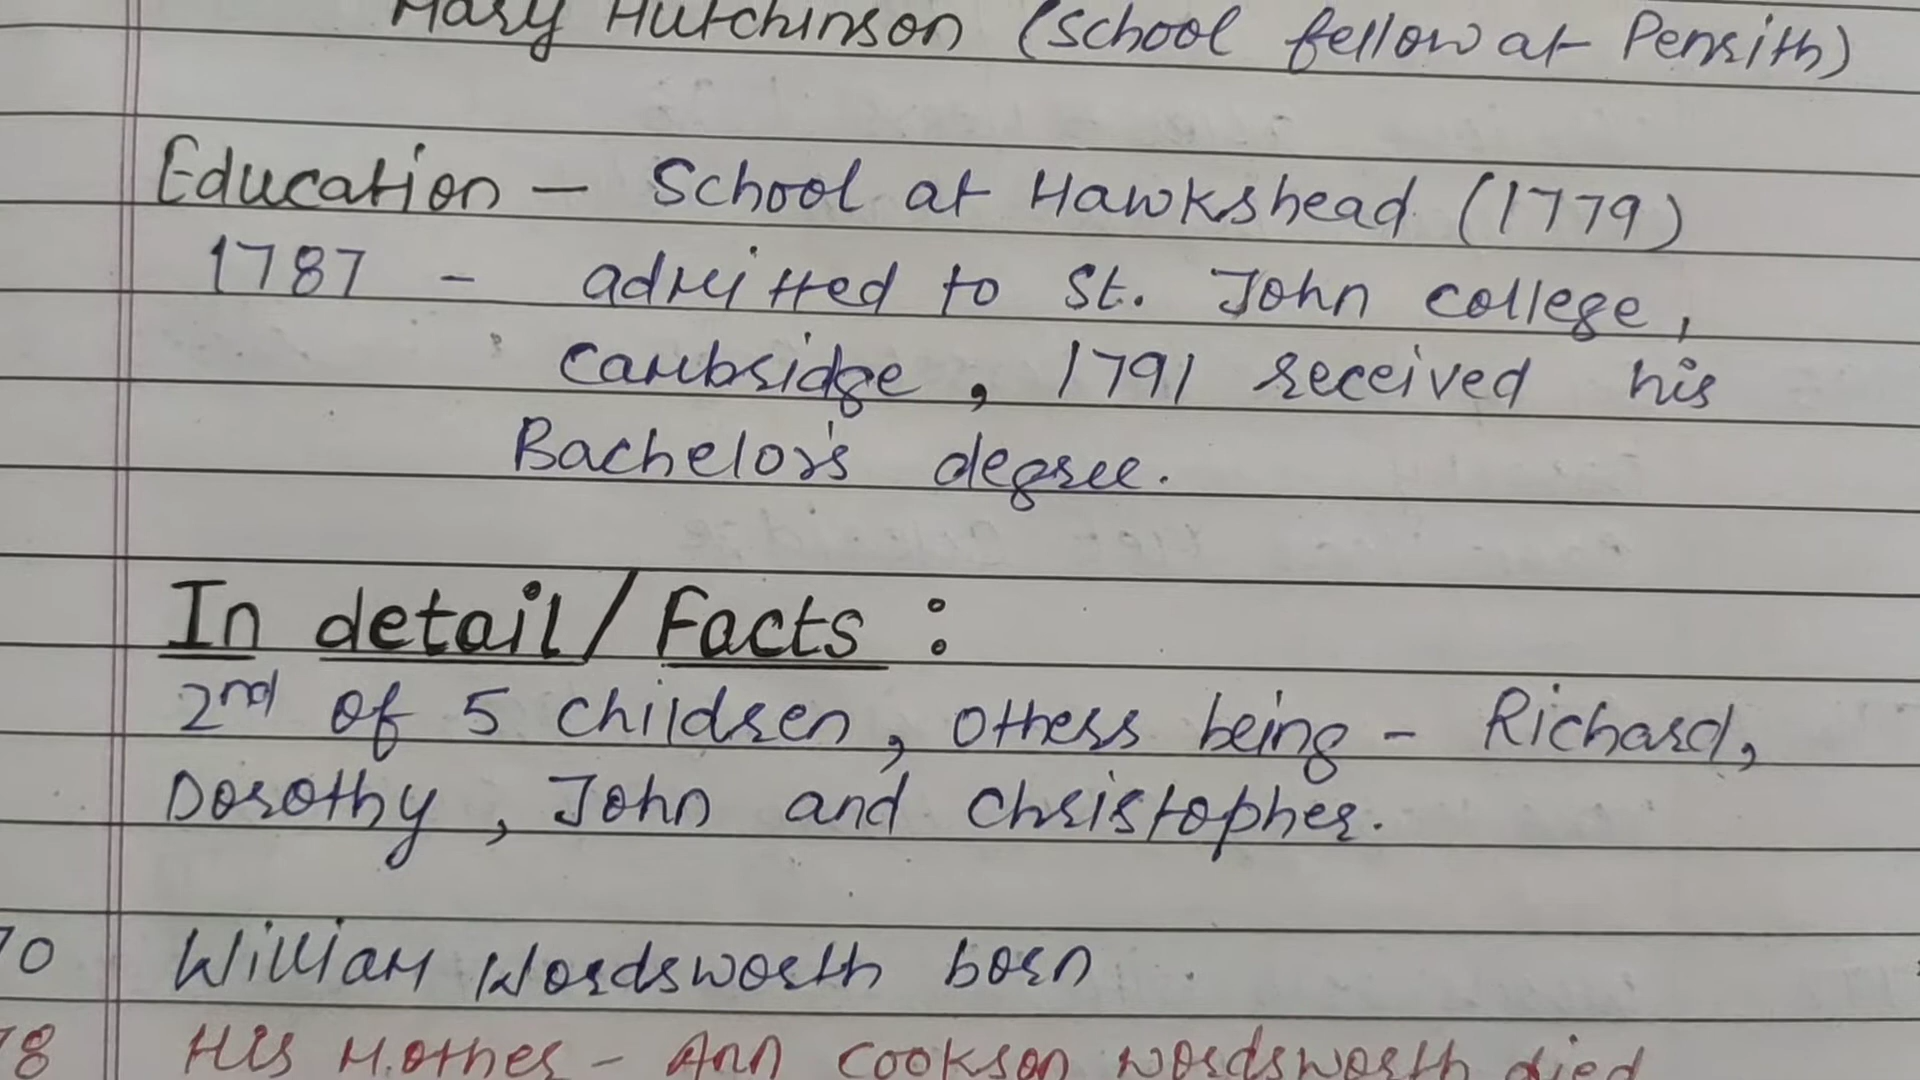 Mary Hutchinson (School fellow at Penrith)
Education — School at Hawkshead (1779)
1787 - admitted to St. John college,
Cambridge, 1791 received his
Bachelor's degree.
In detail/Facts :
2nd of 5 children, others being - Richard,
Dorothy, John and Christopher.
70 William Wordsworth born
78 His Mother - Ann Cookson Wordsworth died